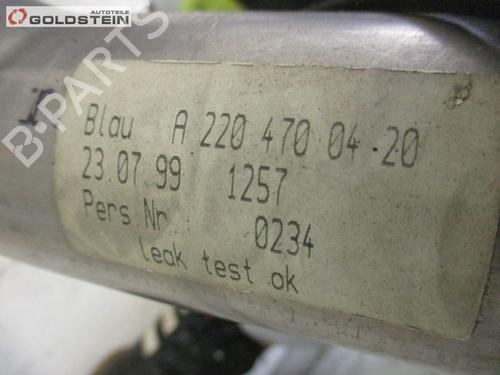 AUTOTEILE
GOLDSTEIN
B-PARTS
Blau A 220 470 04 20
23.07.99 1257
Pers Nr 0234
leak test ok